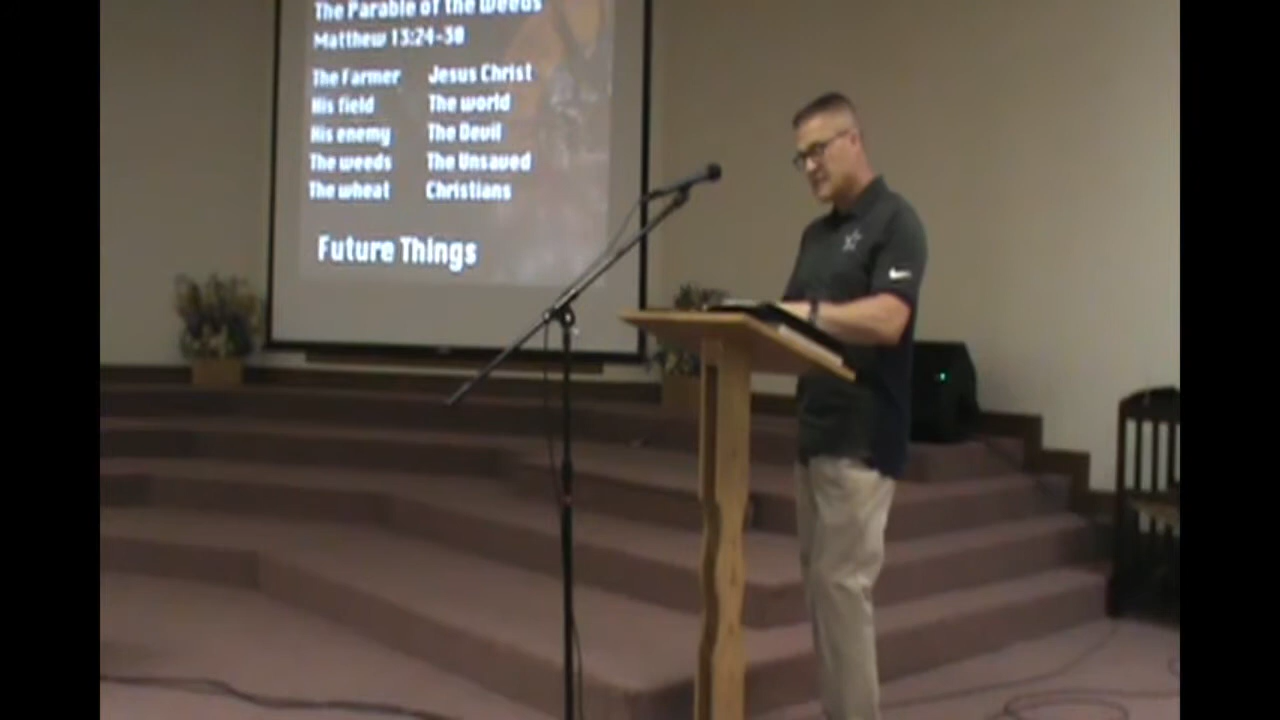 The Parable of the Weeds
Matthew 13:24-30
The Farmer Jesus Christ
His field The world
His enemy The Devil
The weeds The Unsaved
The wheat Christians
Future Things